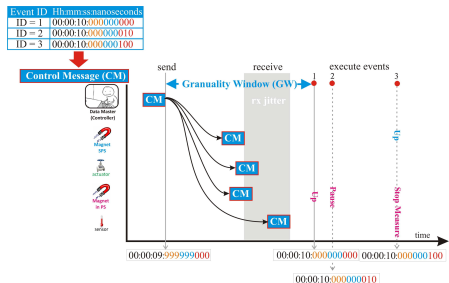 Event ID Hh:mm:ss:nanoseconds
ID = 1 00:00:10:000000000
ID = 2 00:00:10:000000010
ID = 3 00:00:10:000000100
Control Message (CM)
send
receive
execute events
Granuality Window (GW)
1 2 3
rx jitter
CM
CM
CM
CM
CM
Data Master
(Controller)
Magnet
SPS
actuator
Magnet
in PS
sensor
Up
Pause
Up
Stop Measure
time
00:00:09:999999000
00:00:10:000000000
00:00:10:000000100
00:00:10:000000010